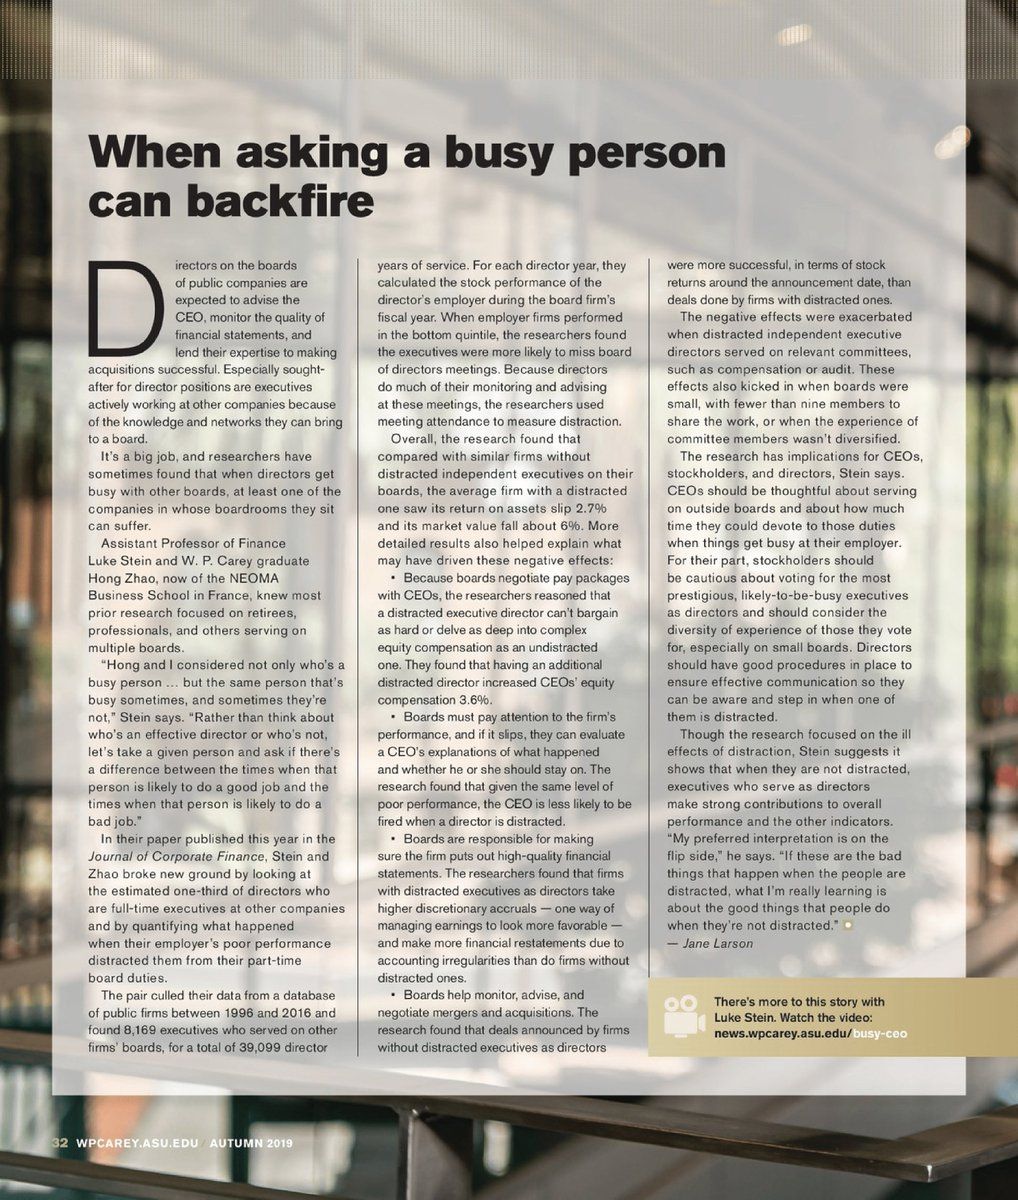 When asking a busy person
can backfire
Directors on the boards
of public companies are
expected to advise the
CEO, monitor the quality of
financial statements, and
lend their expertise to making
acquisitions successful. Especially sought-
after for director positions are executives
actively working at other companies because
of the knowledge and networks they can bring
to a board.
It's a big job, and researchers have
sometimes found that when directors get
busy with other boards, at least one of the
companies in whose boardrooms they sit
can suffer.
Assistant Professor of Finance
Luke Stein and W. P. Carey graduate
Hong Zhao, now of the NEOMA
Business School in France, knew most
prior research focused on retirees,
professionals, and others serving on
multiple boards.
“Hong and I considered not only who's a
busy person … but the same person that's
busy sometimes, and sometimes they're
not,” Stein says. “Rather than think about
who's an effective director or who's not,
let's take a given person and ask if there's
a difference between the times when that
person is likely to do a good job and the
times when that person is likely to do a
bad job.”
In their paper published this year in the
Journal of Corporate Finance, Stein and
Zhao broke new ground by looking at
the estimated one-third of directors who
are full-time executives at other companies
and by quantifying what happened
when their employer's poor performance
distracted them from their part-time
board duties.
The pair culled their data from a database
of public firms between 1996 and 2016 and
found 8,169 executives who served on other
firms' boards, for a total of 39,099 director
years of service. For each director year, they
calculated the stock performance of the
director's employer during the board firm's
fiscal year. When employer firms performed
in the bottom quintile, the researchers found
the executives were more likely to miss board
of directors meetings. Because directors
do much of their monitoring and advising
at these meetings, the researchers used
meeting attendance to measure distraction.
Overall, the research found that
compared with similar firms without
distracted independent executives on their
boards, the average firm with a distracted
one saw its return on assets slip 2.7%
and its market value fall about 6%. More
detailed results also helped explain what
may have driven these negative effects:
• Because boards negotiate pay packages
with CEOs, the researchers reasoned that
a distracted executive director can't bargain
as hard or delve as deep into complex
equity compensation as an undistracted
one. They found that having an additional
distracted director increased CEOs' equity
compensation 3.6%.
• Boards must pay attention to the firm's
performance, and if it slips, they can evaluate
a CEO's explanations of what happened
and whether he or she should stay on. The
research found that given the same level of
poor performance, the CEO is less likely to be
fired when a director is distracted.
• Boards are responsible for making
sure the firm puts out high-quality financial
statements. The researchers found that firms
with distracted executives as directors take
higher discretionary accruals — one way of
managing earnings to look more favorable —
and make more financial restatements due to
accounting irregularities than do firms without
distracted ones.
• Boards help monitor, advise, and
negotiate mergers and acquisitions. The
research found that deals announced by firms
without distracted executives as directors
were more successful, in terms of stock
returns around the announcement date, than
deals done by firms with distracted ones.
The negative effects were exacerbated
when distracted independent executive
directors served on relevant committees,
such as compensation or audit. These
effects also kicked in when boards were
small, with fewer than nine members to
share the work, or when the experience of
committee members wasn't diversified.
The research has implications for CEOs,
stockholders, and directors, Stein says.
CEOs should be thoughtful about serving
on outside boards and about how much
time they could devote to those duties
when things get busy at their employer.
For their part, stockholders should
be cautious about voting for the most
prestigious, likely-to-be-busy executives
as directors and should consider the
diversity of experience of those they vote
for, especially on small boards. Directors
should have good procedures in place to
ensure effective communication so they
can be aware and step in when one of
them is distracted.
Though the research focused on the ill
effects of distraction, Stein suggests it
shows that when they are not distracted,
executives who serve as directors
make strong contributions to overall
performance and the other indicators.
“My preferred interpretation is on the
flip side,” he says. “If these are the bad
things that happen when the people are
distracted, what I'm really learning is
about the good things that people do
when they're not distracted.”
— Jane Larson
There's more to this story with
Luke Stein. Watch the video:
news.wpcarey.asu.edu/busy-ceo
32 WPCAREY.ASU.EDU / AUTUMN 2019